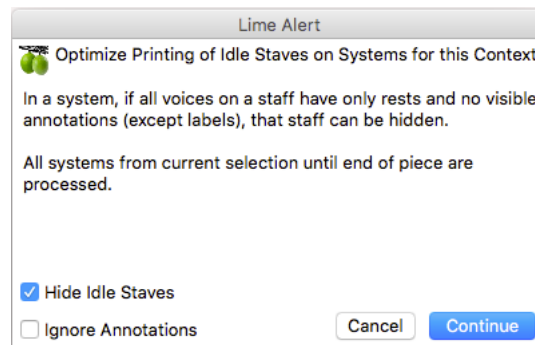 Lime Alert
Optimize Printing of Idle Staves on Systems for this Context
In a system, if all voices on a staff have only rests and no visible
annotations (except labels), that staff can be hidden.
All systems from current selection until end of piece are
processed.
Hide Idle Staves
Ignore Annotations
Cancel
Continue